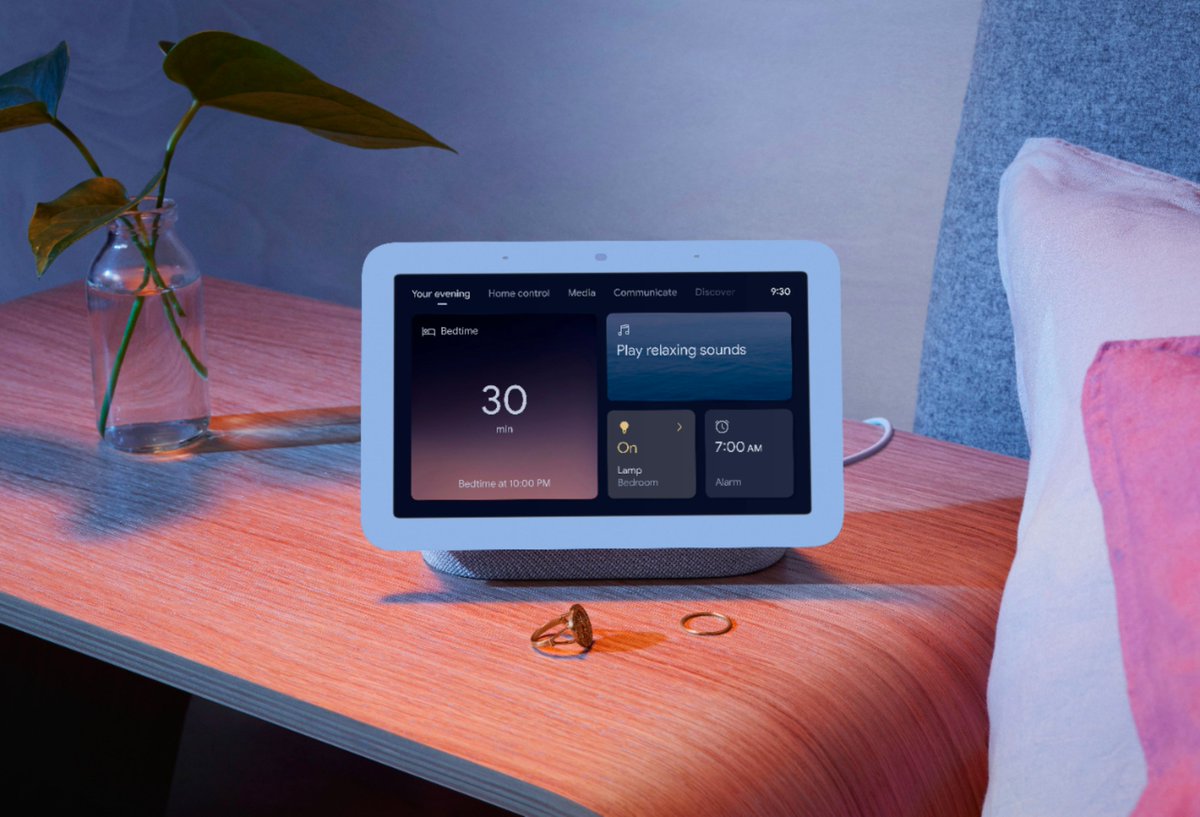 Your evening Home control Media Communicate Discover 9:30
Bedtime
30
min
Bedtime at 10:00 PM
Play relaxing sounds
On
Lamp
Bedroom
7:00 AM
Alarm